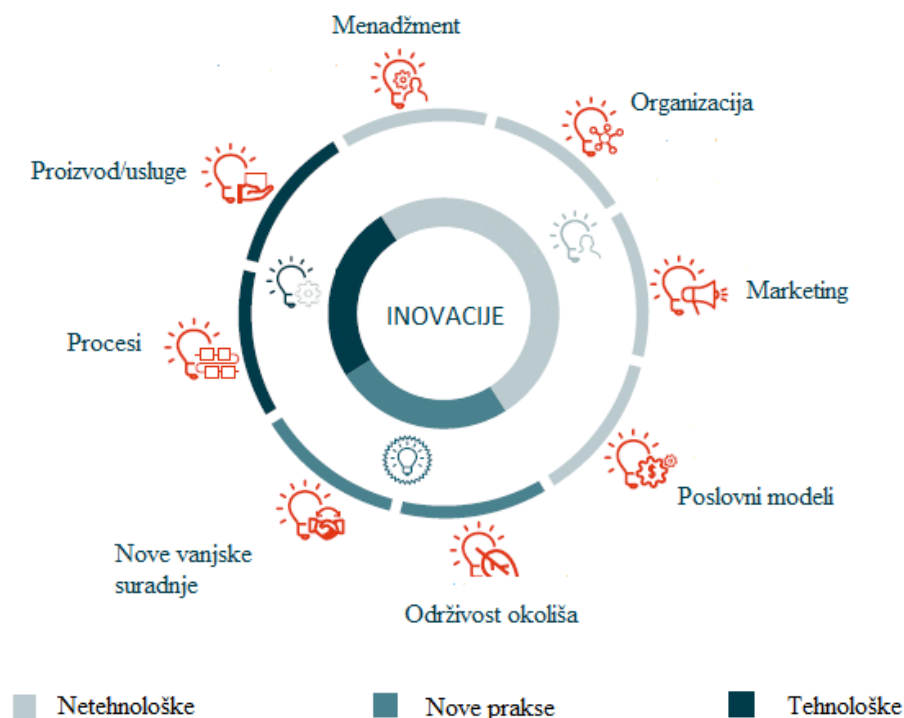 Menadžment
Organizacija
Proizvod/usluge
Marketing
INOVACIJE
Procesi
Poslovni modeli
Nove vanjske
suradnje
Održivost okoliša
Netehnološke
Nove prakse
Tehnološke